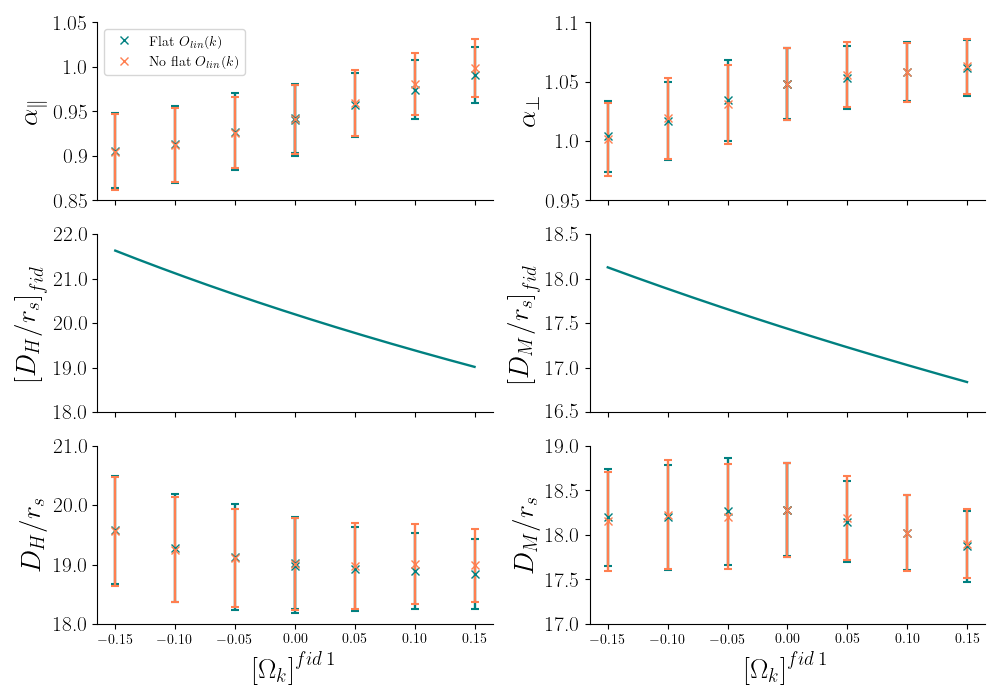 1.05
1.0
0.95
0.9
0.85
α∥
Flat O_lin(k)
No flat O_lin(k)
1.1
1.05
1.0
0.95
α⊥
22.0
21.0
20.0
19.0
18.0
[D_H/r_s]_fid
18.5
18.0
17.5
17.0
16.5
[D_M/r_s]_fid
21.0
20.0
19.0
18.0
D_H/r_s
−0.15 −0.10 −0.05 0.00 0.05 0.10 0.15
[Ω_k]^fid 1
19.0
18.5
18.0
17.5
17.0
D_M/r_s
−0.15 −0.10 −0.05 0.00 0.05 0.10 0.15
[Ω_k]^fid 1